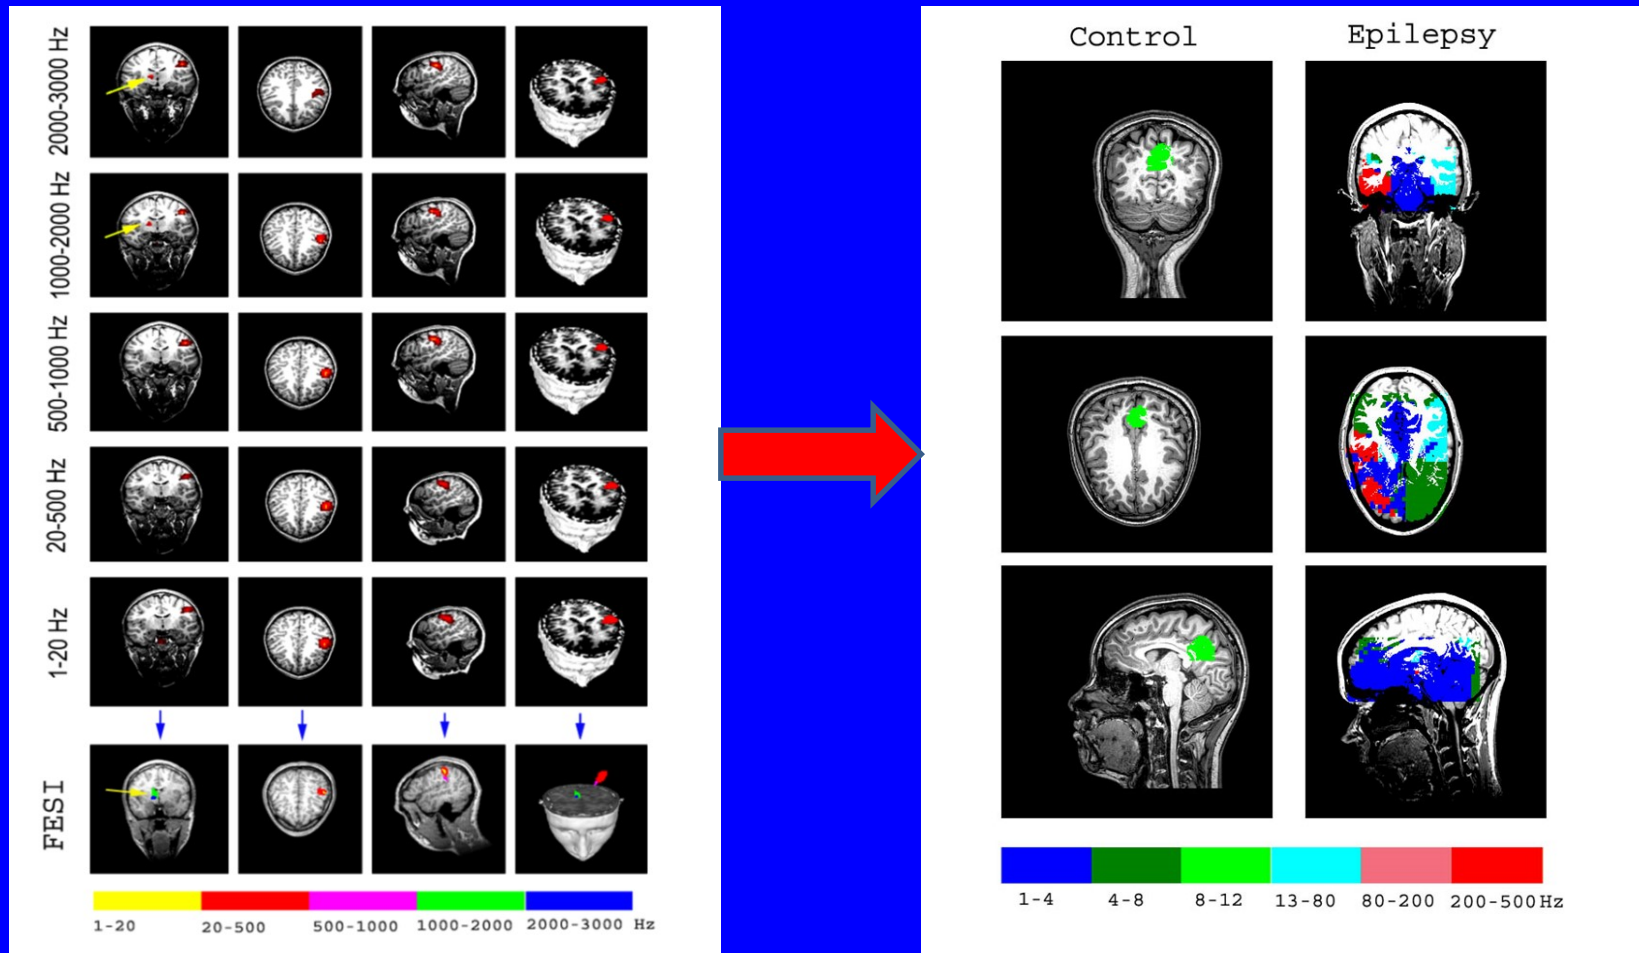 2000-3000 Hz
1000-2000 Hz
500-1000 Hz
20-500 Hz
1-20 Hz
FESI
1-20 20-500 500-1000 1000-2000 2000-3000 Hz
Control Epilepsy
1-4 4-8 8-12 13-80 80-200 200-500 Hz